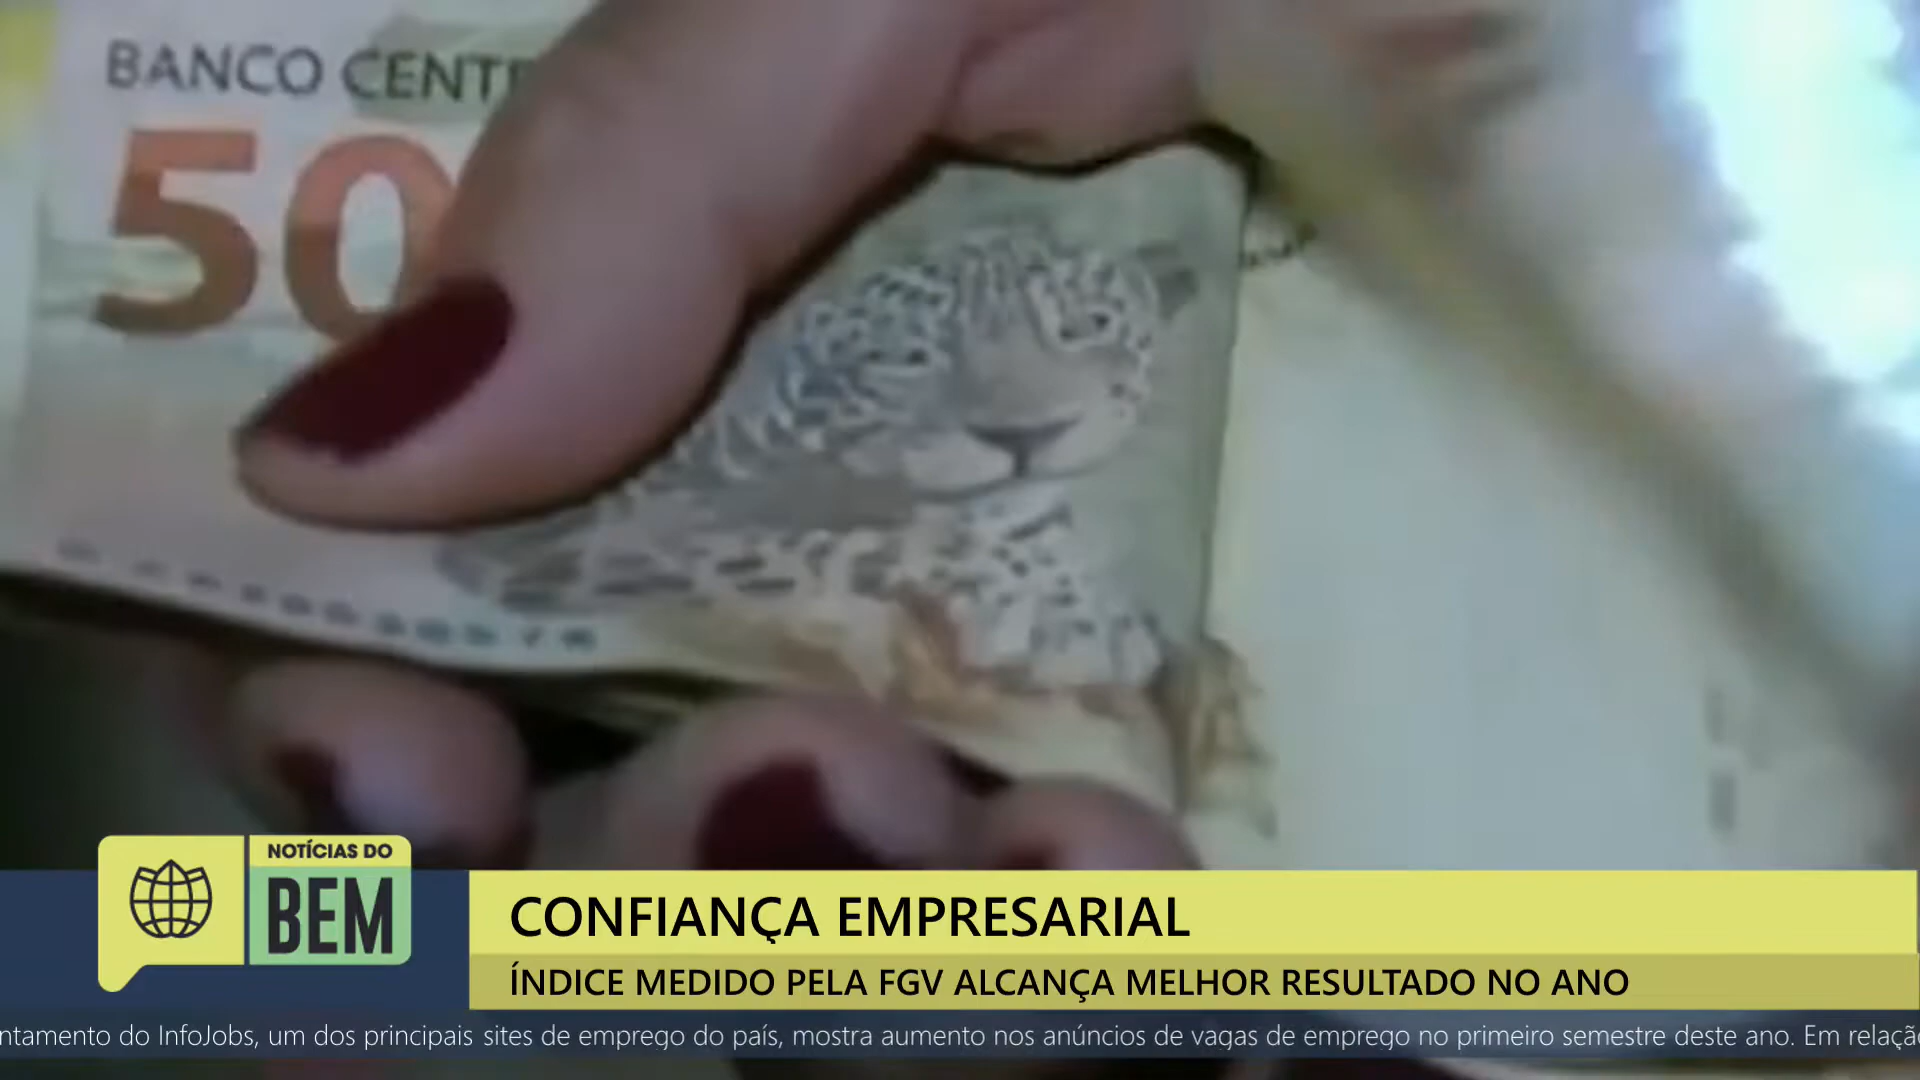 BANCO CENT
50
NOTÍCIAS DO
BEM
CONFIANÇA EMPRESARIAL
ÍNDICE MEDIDO PELA FGV ALCANÇA MELHOR RESULTADO NO ANO
ntamento do InfoJobs, um dos principais sites de emprego do país, mostra aumento nos anúncios de vagas de emprego no primeiro semestre deste ano. Em relaçã